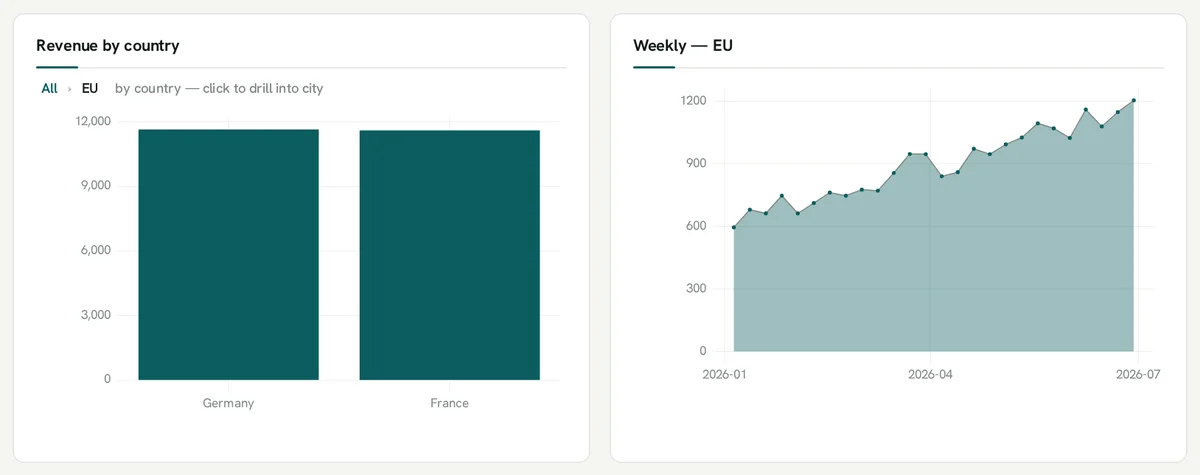 Revenue by country
All › EU by country — click to drill into city
12,000
9,000
6,000
3,000
0
Germany France
Weekly — EU
1200
900
600
300
0
2026-01 2026-04 2026-07